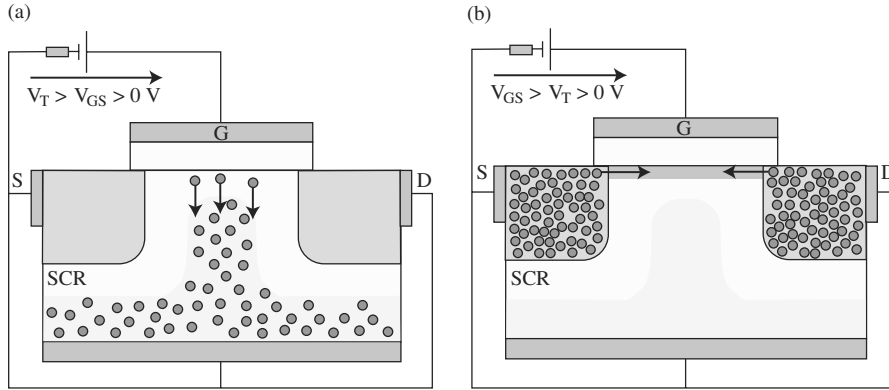 (a)
V_T > V_GS > 0 V
G
S
D
SCR
(b)
V_GS > V_T > 0 V
G
S
D
SCR